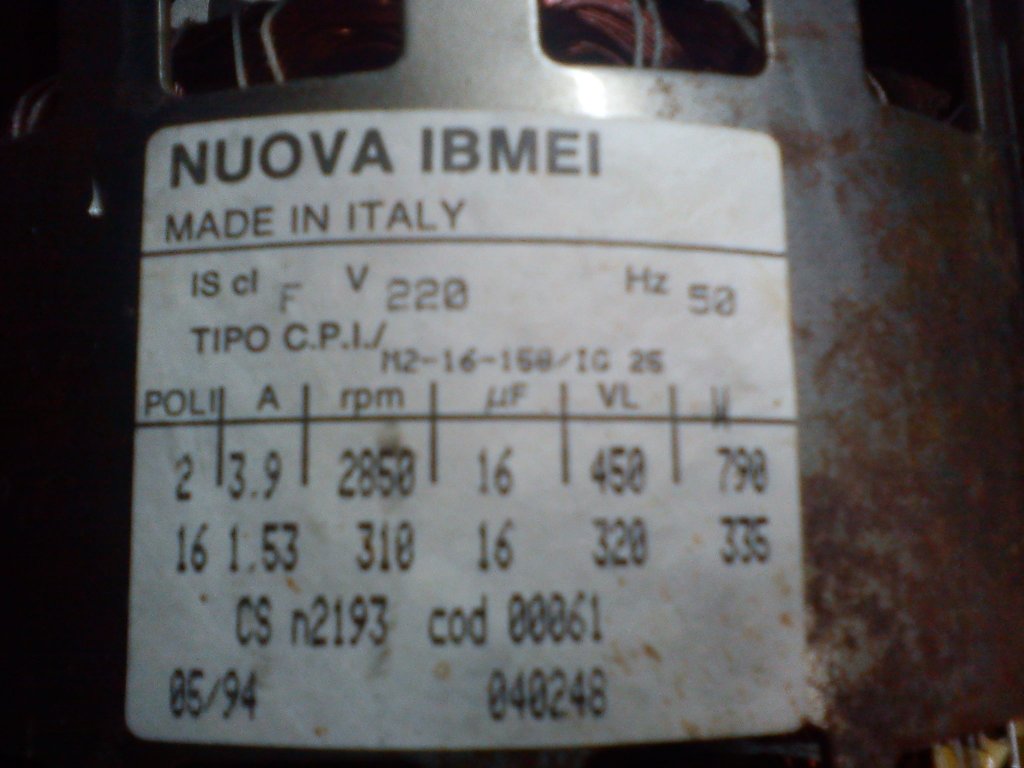 NUOVA IBMEI
MADE IN ITALY
IS cl F V 220 Hz 50
TIPO C.P.I./ M2-16-150/IG 25
POLI A rpm µF VL W
2 3.9 2850 16 450 790
16 1.53 310 16 320 335
CS n2193 cod 00061
05/94 040248